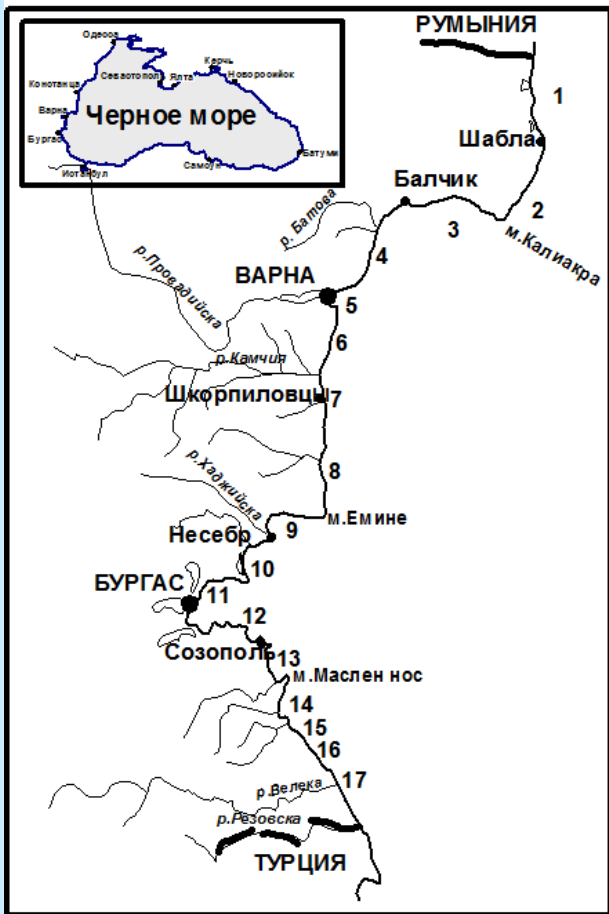 РУМЫНИЯ
Одесса
Керчь
Севастополь
Ялта
Новоросийск
Констанца
Варна
Черное море
Бургас
Батуми
Самсун
Истанбул
1
Шабла
Балчик
2
3
м.Калиакра
р. Батова
4
р.Провадийска
ВАРНА
5
6
р.Камчия
Шкорпиловцы
7
8
р.Хаджийска
м.Емине
Несебр
9
10
БУРГАС
11
12
Созополь
13
м.Маслен нос
14
15
16
17
р.Велека
р.Резовска
ТУРЦИЯ